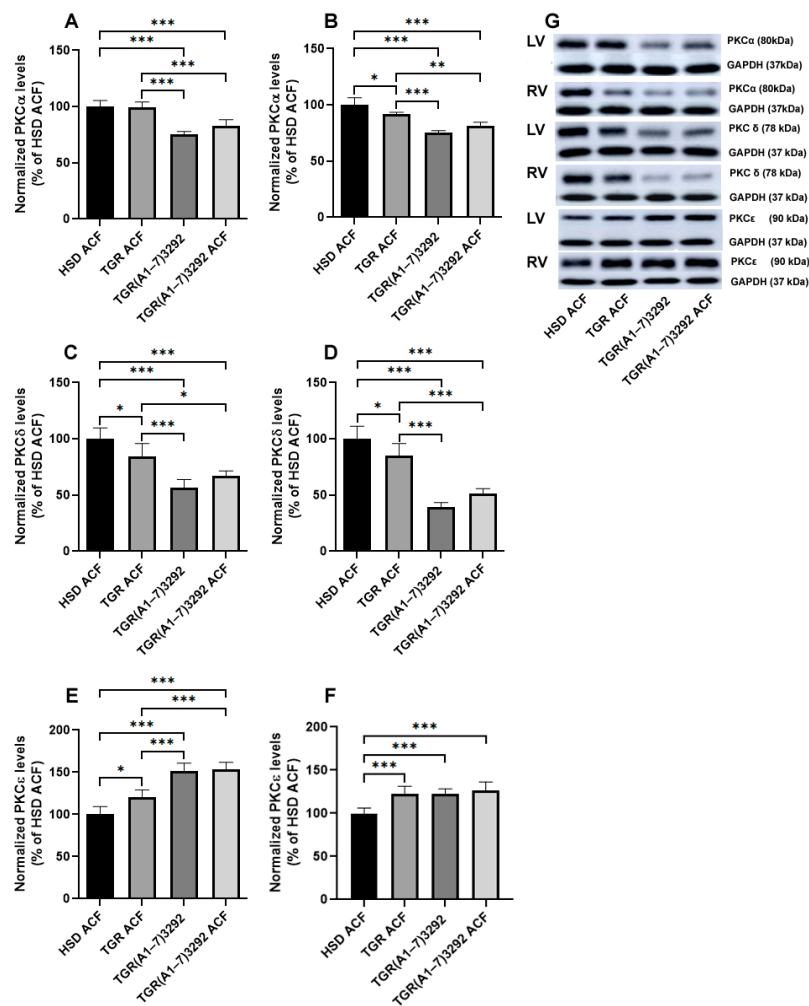 A
***
***
***
***
Normalized PKCα levels
(% of HSD ACF)
150
100
50
0
HSD ACF
TGR ACF
TGR(A1–7)3292
TGR(A1–7)3292 ACF
B
***
***
*
**
***
Normalized PKCα levels
(% of HSD ACF)
150
100
50
0
HSD ACF
TGR ACF
TGR(A1–7)3292
TGR(A1–7)3292 ACF
G
LV
PKCα (80kDa)
GAPDH (37kDa)
RV
PKCα (80kDa)
GAPDH (37kDa)
LV
PKC δ (78 kDa)
GAPDH (37 kDa)
RV
PKC δ (78 kDa)
GAPDH (37 kDa)
LV
PKCε (90 kDa)
GAPDH (37 kDa)
RV
PKCε (90 kDa)
GAPDH (37 kDa)
HSD ACF
TGR ACF
TGR(A1–7)3292
TGR(A1–7)3292 ACF
C
***
***
*
*
***
Normalized PKCδ levels
(% of HSD ACF)
150
100
50
0
HSD ACF
TGR ACF
TGR(A1–7)3292
TGR(A1–7)3292 ACF
D
***
***
*
***
***
Normalized PKCδ levels
(% of HSD ACF)
150
100
50
0
HSD ACF
TGR ACF
TGR(A1–7)3292
TGR(A1–7)3292 ACF
E
***
***
***
***
*
Normalized PKCε levels
(% of HSD ACF)
200
150
100
50
0
HSD ACF
TGR ACF
TGR(A1–7)3292
TGR(A1–7)3292 ACF
F
***
***
***
Normalized PKCε levels
(% of HSD ACF)
200
150
100
50
0
HSD ACF
TGR ACF
TGR(A1–7)3292
TGR(A1–7)3292 ACF